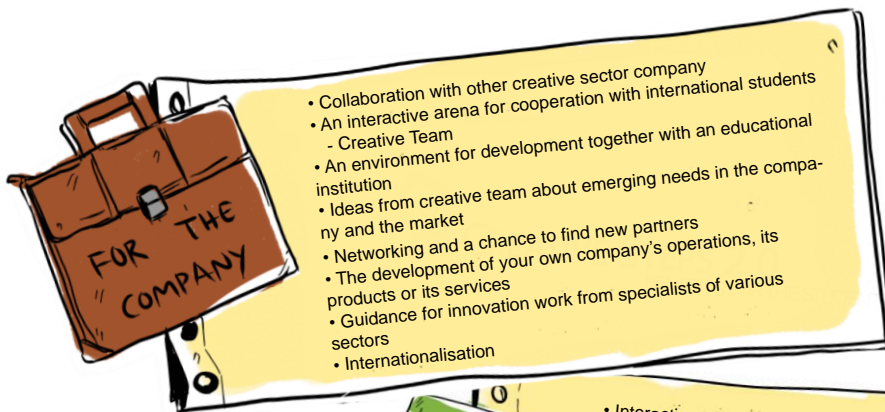 FOR THE
COMPANY
• Collaboration with other creative sector company
• An interactive arena for cooperation with international students
- Creative Team
• An environment for development together with an educational
institution
• Ideas from creative team about emerging needs in the compa-
ny and the market
• Networking and a chance to find new partners
• The development of your own company's operations, its
products or its services
• Guidance for innovation work from specialists of various
sectors
• Internationalisation